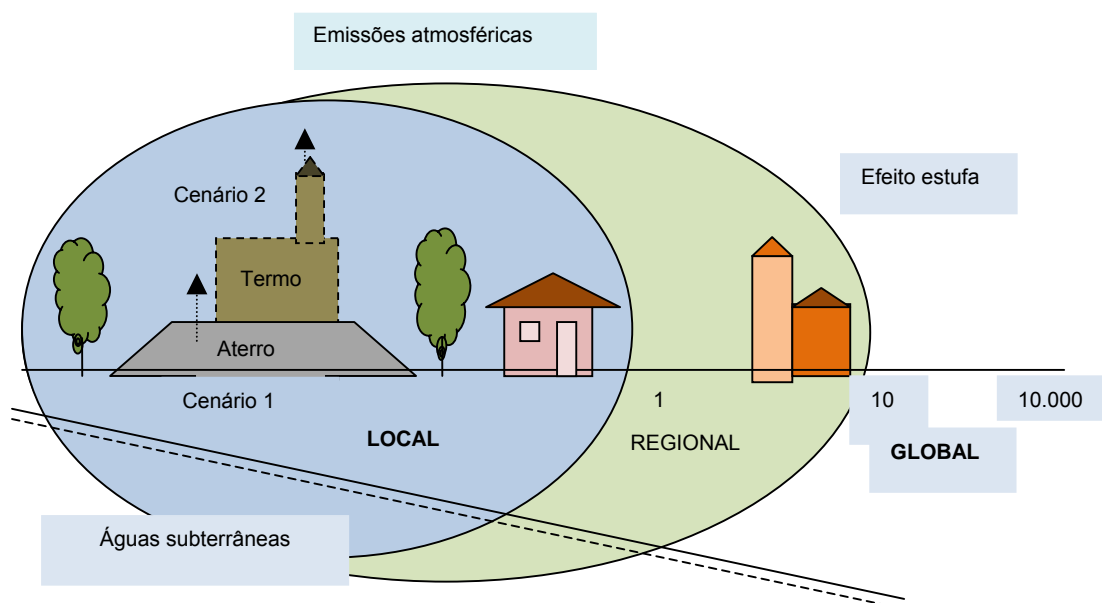 Emissões atmosféricas
Efeito estufa
Cenário 2
Termo
Aterro
Cenário 1
1
10
10.000
LOCAL
REGIONAL
GLOBAL
Águas subterrâneas